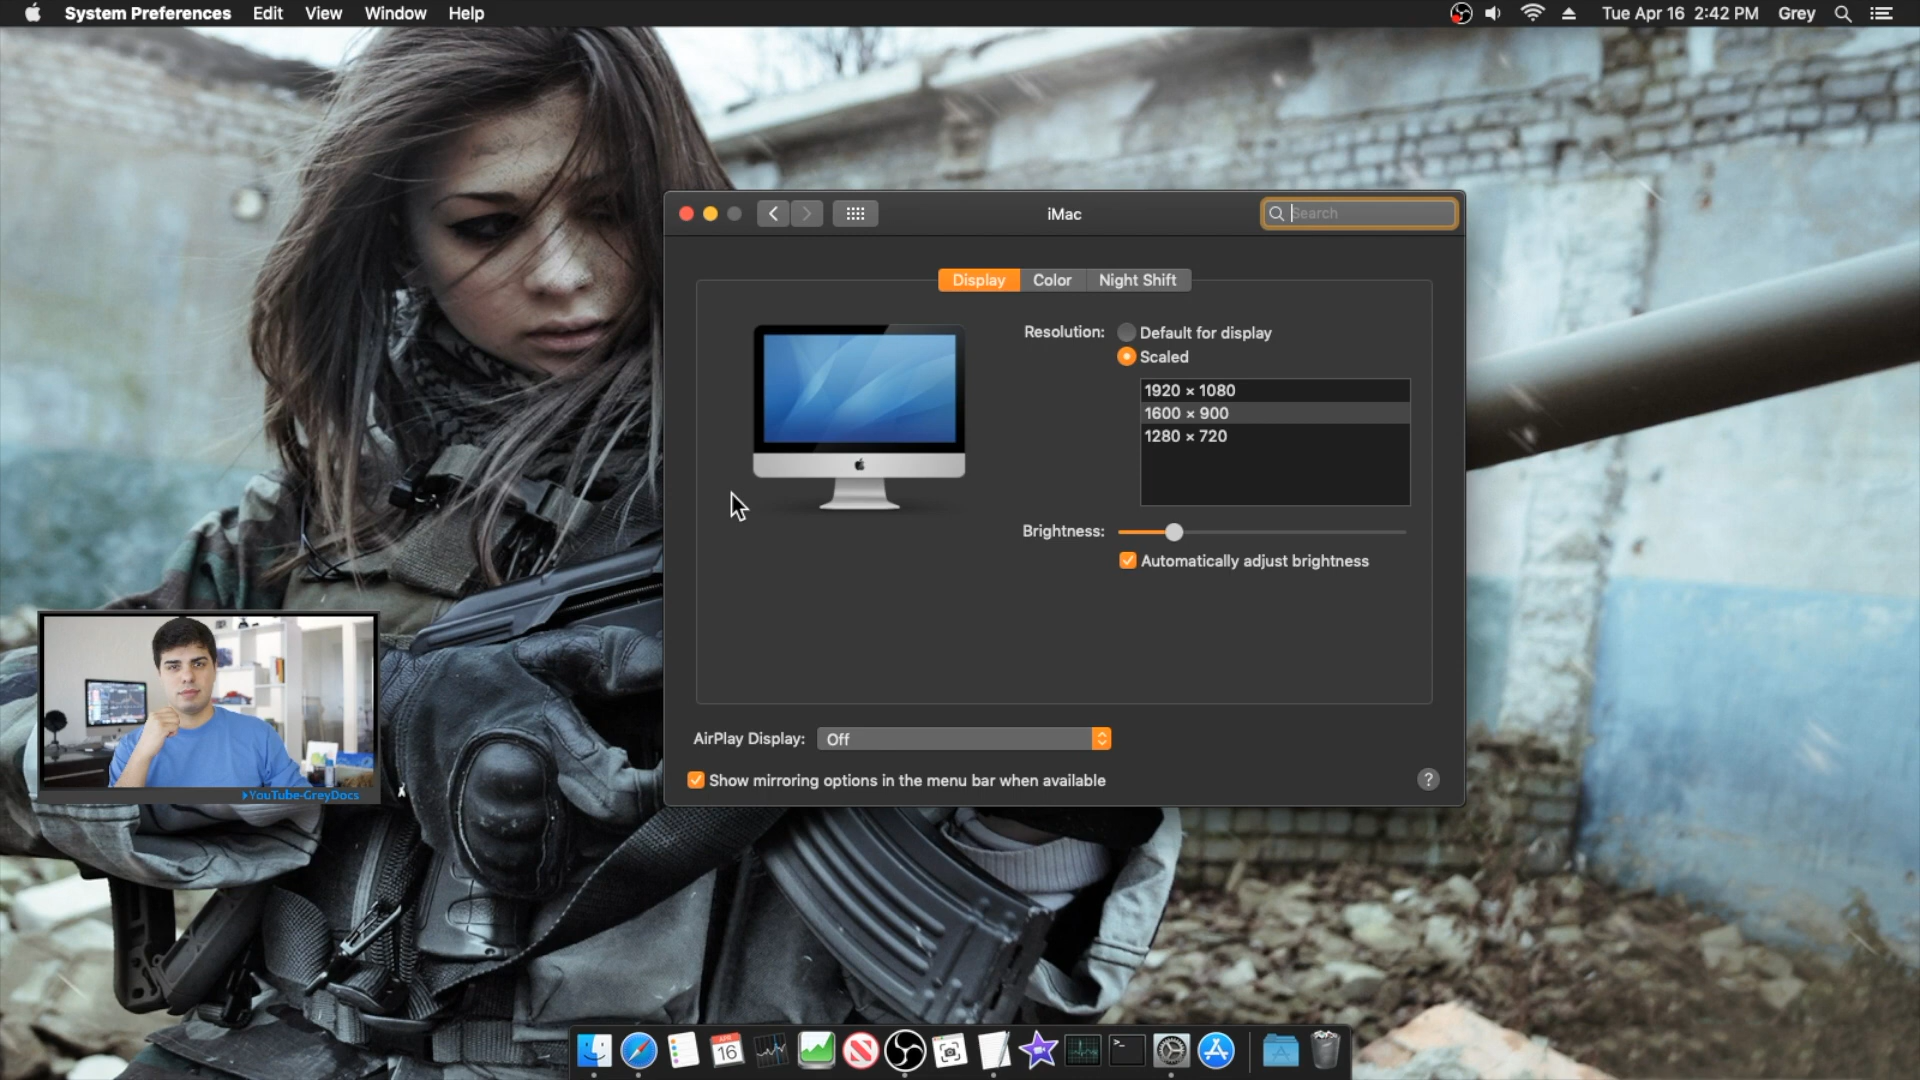 System Preferences Edit View Window Help
Tue Apr 16 2:42 PM Grey
iMac
Search
Display Color Night Shift
Resolution: Default for display
Scaled
1920 × 1080
1600 × 900
1280 × 720
Brightness:
Automatically adjust brightness
AirPlay Display: Off
Show mirroring options in the menu bar when available
?
YouTube-GreyDocs
APR
16
>_